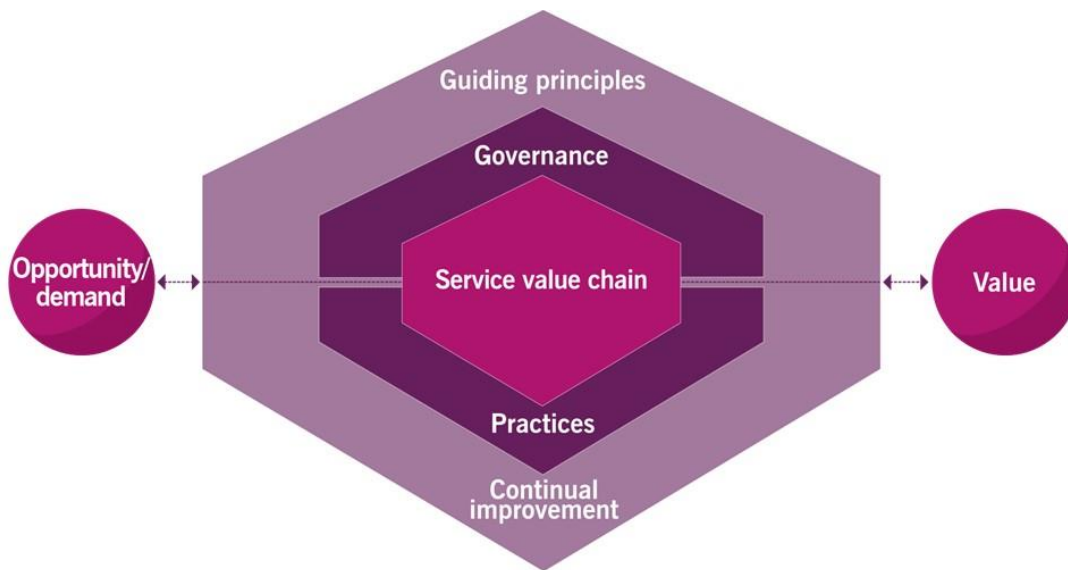 Guiding principles
Governance
Opportunity/
demand
Service value chain
Value
Practices
Continual
improvement